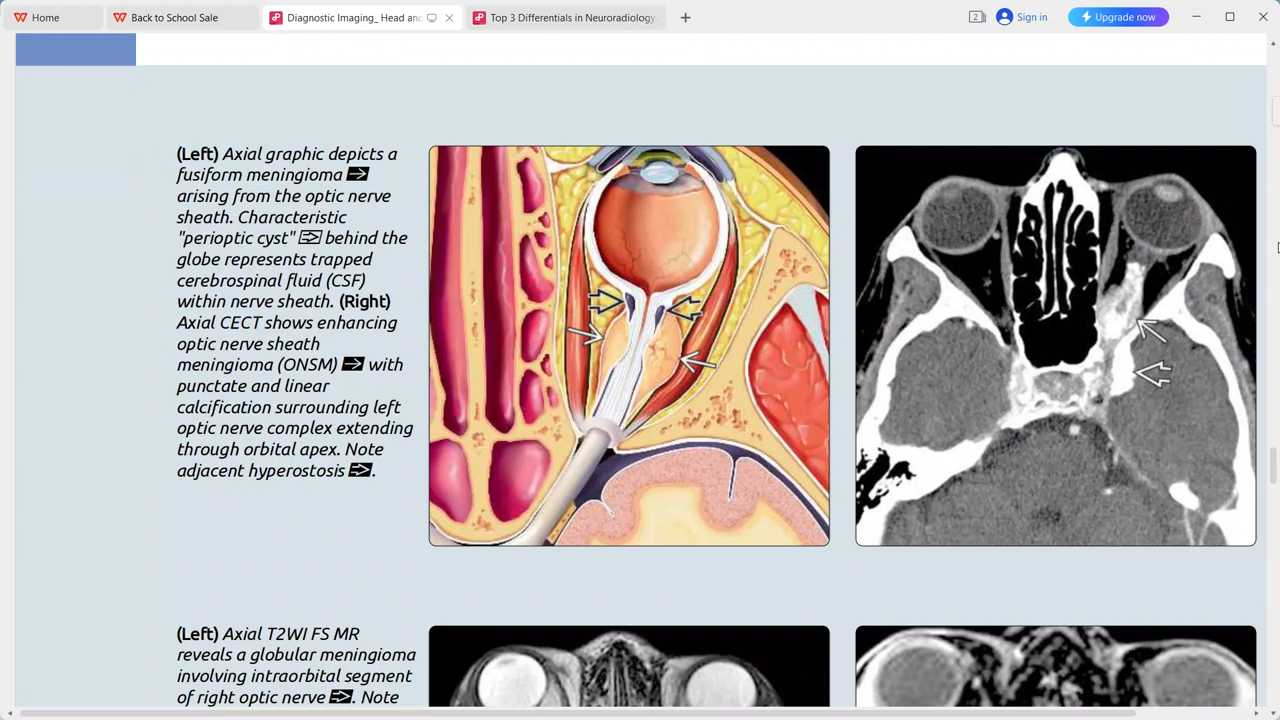 Home
Back to School Sale
Diagnostic Imaging_ Head an
Top 3 Differentials in Neuroradiology.
2
Sign in
Upgrade now
(Left) Axial graphic depicts a
fusiform meningioma
arising from the optic nerve
sheath. Characteristic
"perioptic cyst" behind the
globe represents trapped
cerebrospinal fluid (CSF)
within nerve sheath. (Right)
Axial CECT shows enhancing
optic nerve sheath
meningioma (ONSM) with
punctate and linear
calcification surrounding left
optic nerve complex extending
through orbital apex. Note
adjacent hyperostosis .
(Left) Axial T2WI FS MR
reveals a globular meningioma
involving intraorbital segment
of right optic nerve . Note